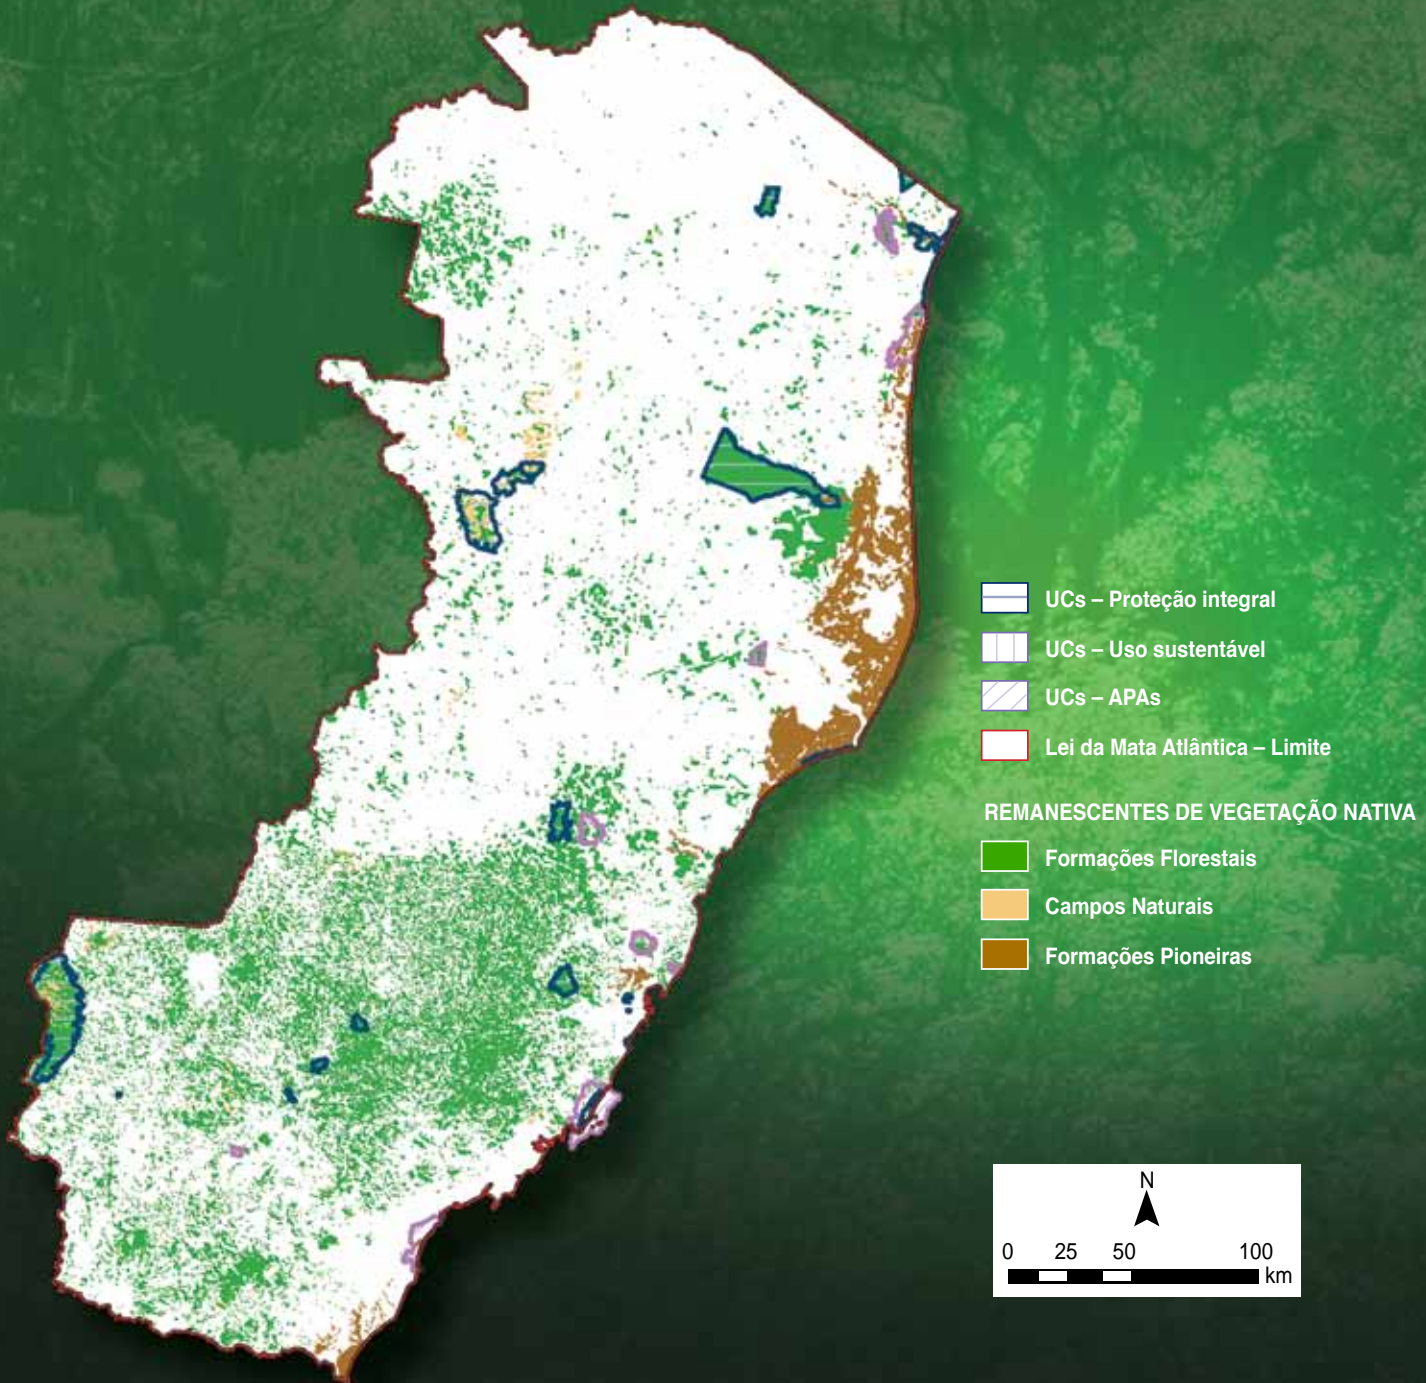 UCs – Proteção integral
UCs – Uso sustentável
UCs – APAs
Lei da Mata Atlântica – Limite
REMANESCENTES DE VEGETAÇÃO NATIVA
Formações Florestais
Campos Naturais
Formações Pioneiras
N
0 25 50 100
km